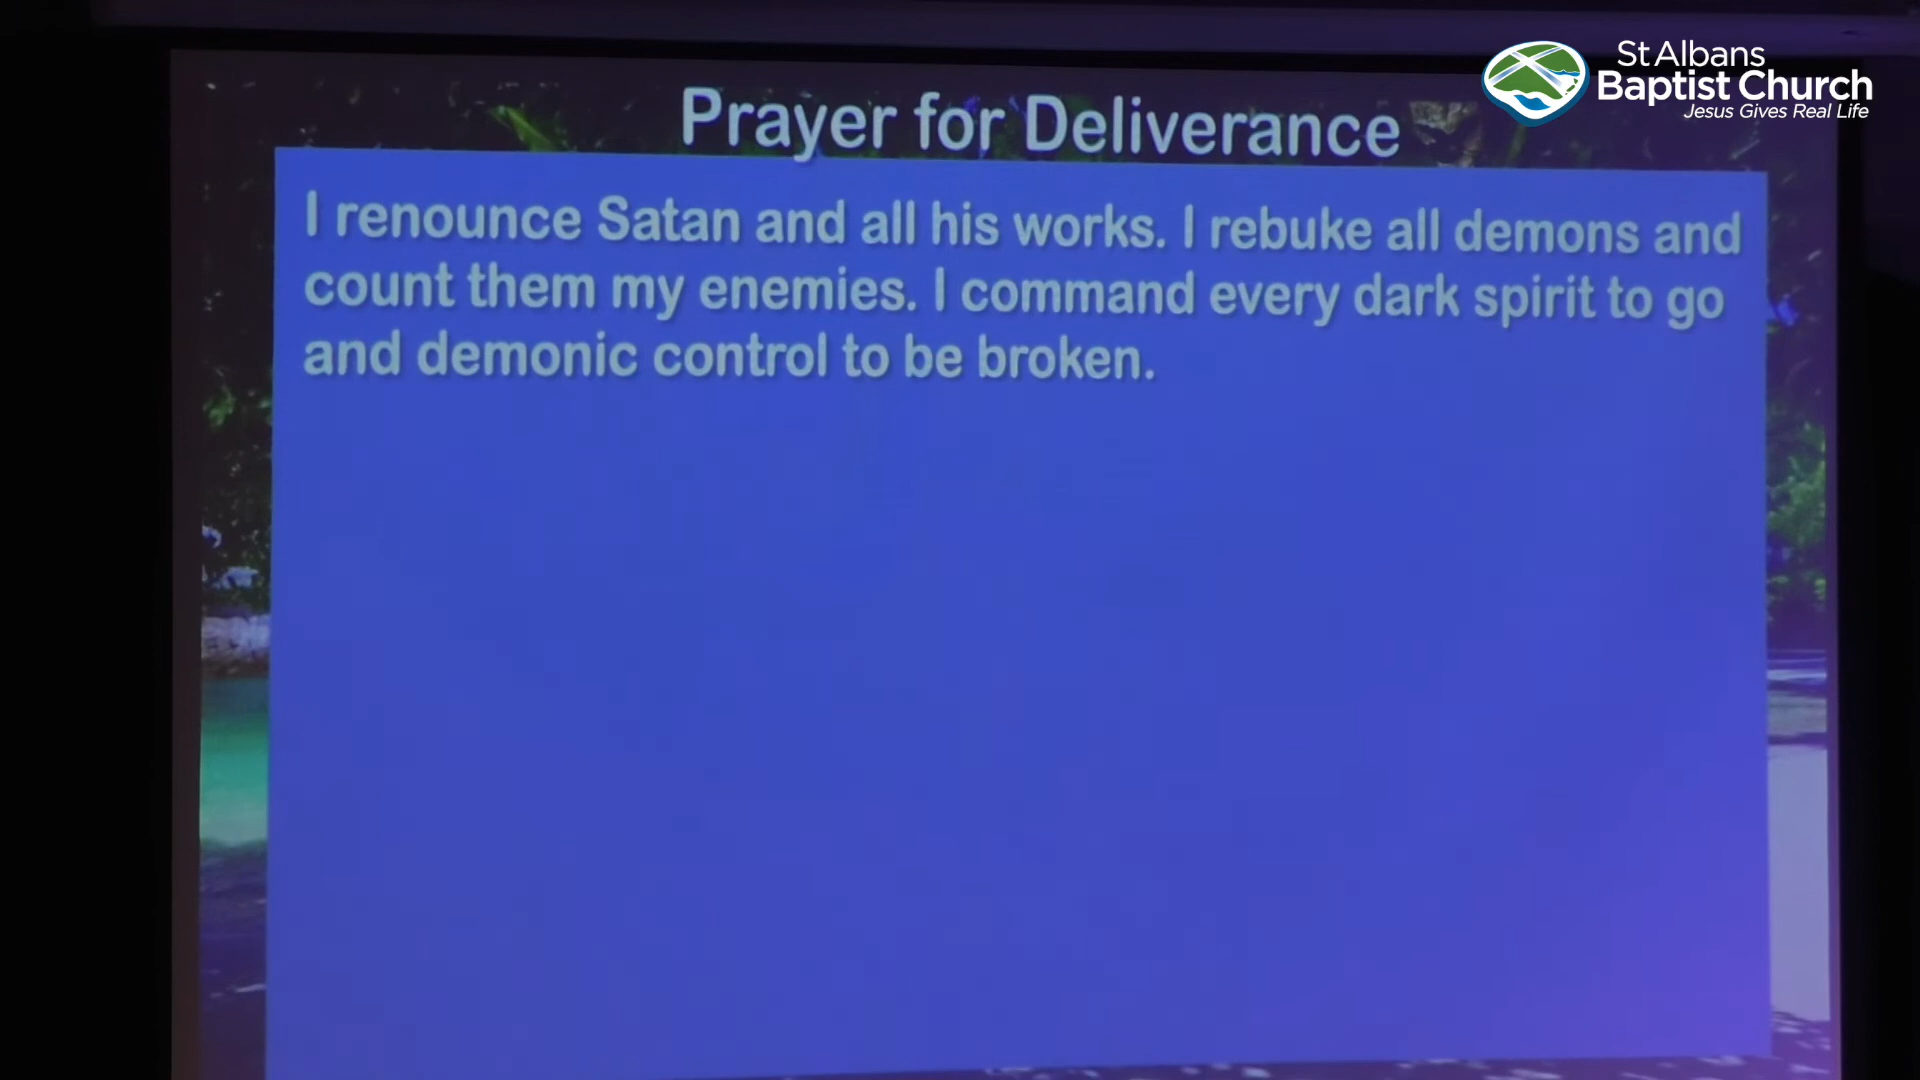 St Albans
Baptist Church
Jesus Gives Real Life
Prayer for Deliverance
I renounce Satan and all his works. I rebuke all demons and
count them my enemies. I command every dark spirit to go
and demonic control to be broken.